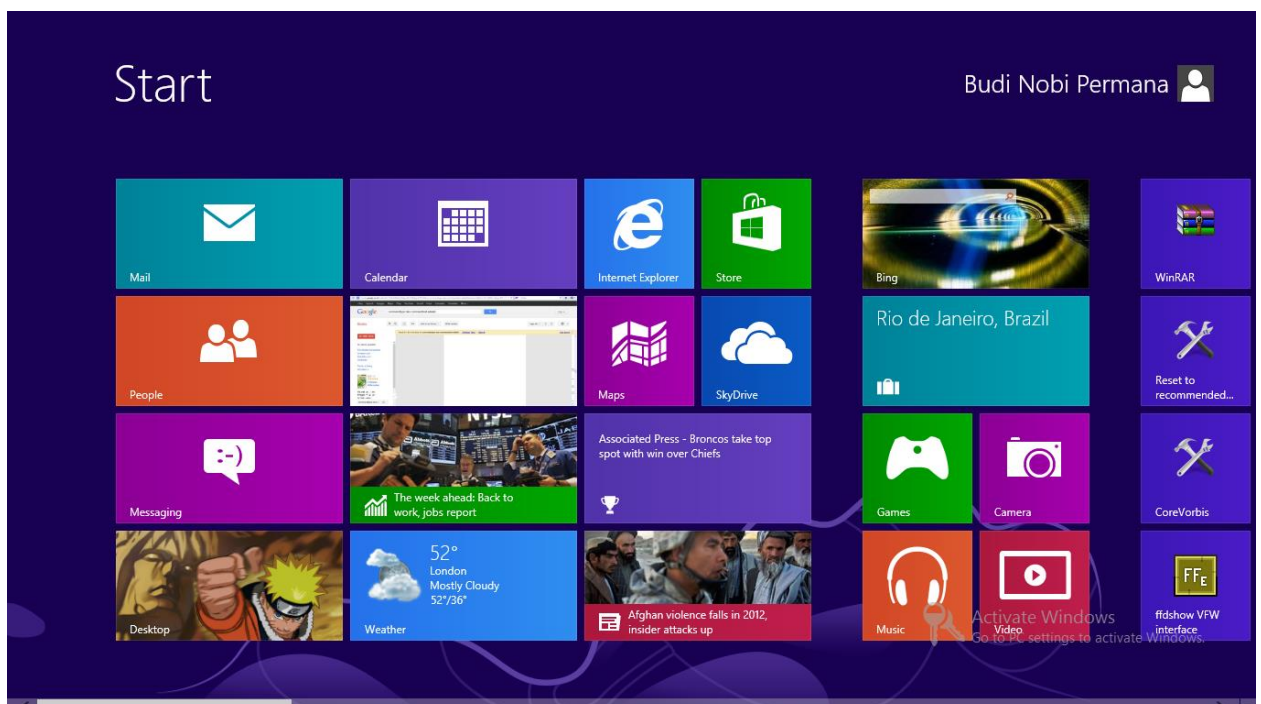 Start
Budi Nobi Permana
Mail
Calendar
Internet Explorer
Store
Bing
WinRAR
People
Google
Maps
SkyDrive
Rio de Janeiro, Brazil
Reset to
recommended...
Messaging
NYSE
The week ahead: Back to
work, jobs report
Associated Press - Broncos take top
spot with win over Chiefs
Games
Camera
CoreVorbis
Desktop
52°
London
Mostly Cloudy
52°/36°
Weather
Afghan violence falls in 2012,
insider attacks up
Music
Video
FFE
ffdshow VFW
interface
Activate Windows
Go to PC settings to activate Windows.